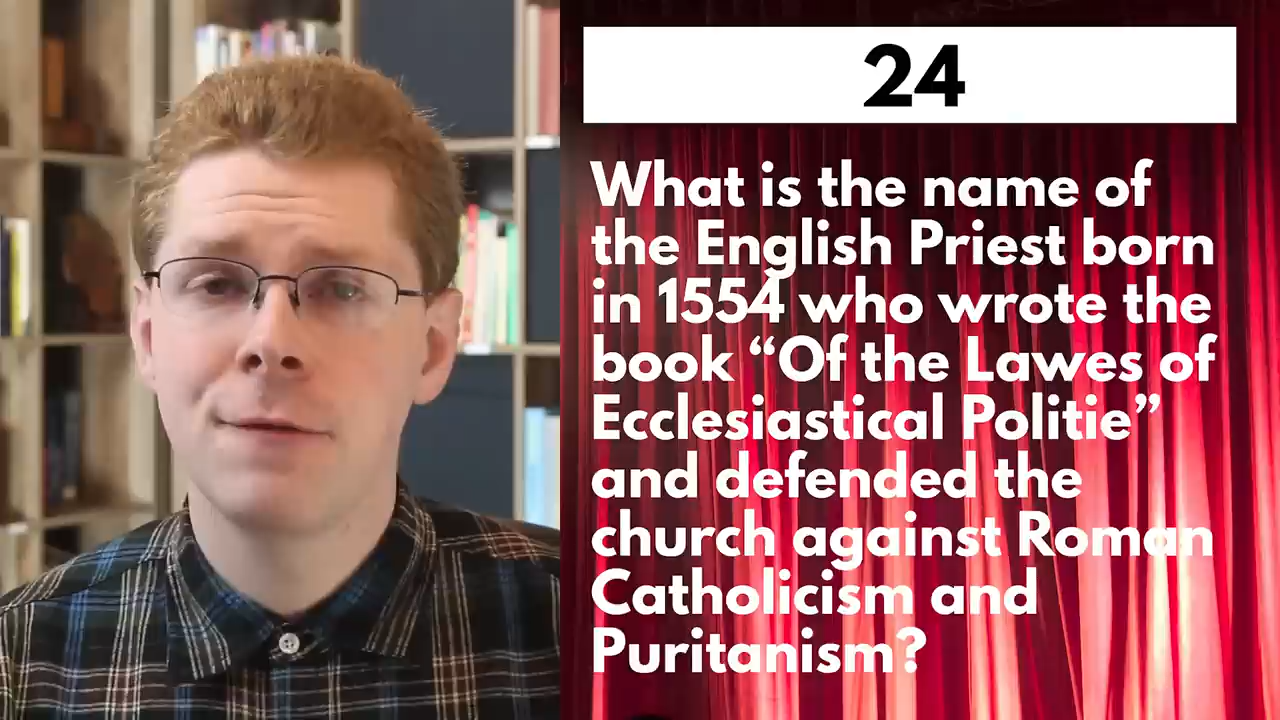 24
What is the name of
the English Priest born
in 1554 who wrote the
book “Of the Lawes of
Ecclesiastical Politie”
and defended the
church against Roman
Catholicism and
Puritanism?